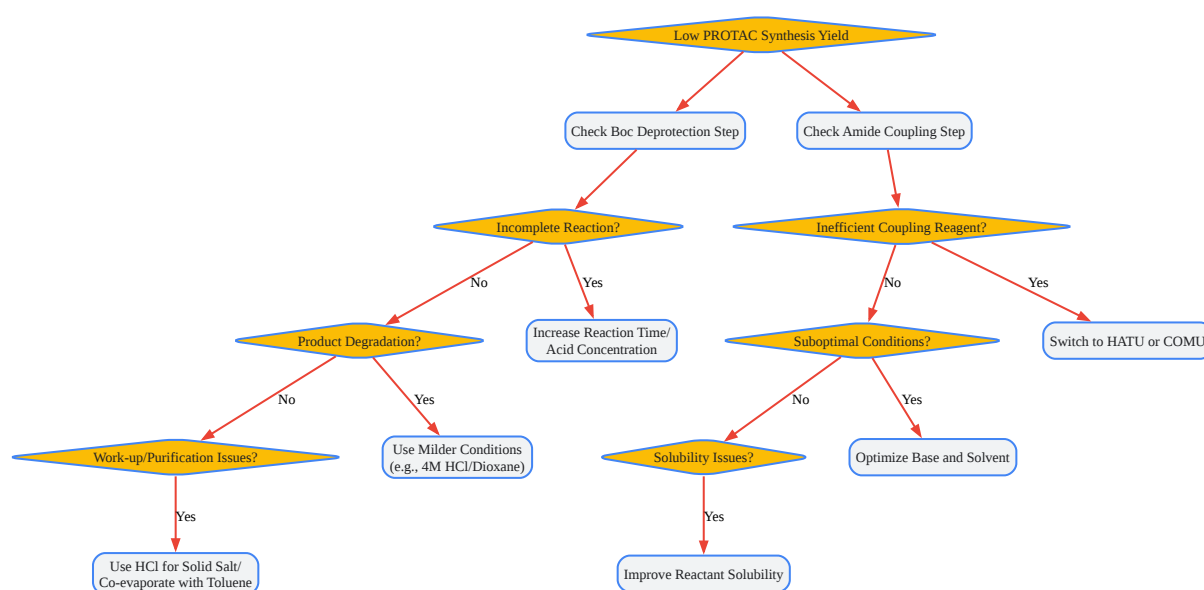 Low PROTAC Synthesis Yield
Check Boc Deprotection Step
Check Amide Coupling Step
Incomplete Reaction?
Inefficient Coupling Reagent?
No
Yes
No
Yes
Product Degradation?
Increase Reaction Time/
Acid Concentration
Suboptimal Conditions?
Switch to HATU or COMU
No
Yes
No
Yes
Work-up/Purification Issues?
Use Milder Conditions
(e.g., 4M HCl/Dioxane)
Solubility Issues?
Optimize Base and Solvent
Yes
Yes
Use HCl for Solid Salt/
Co-evaporate with Toluene
Improve Reactant Solubility